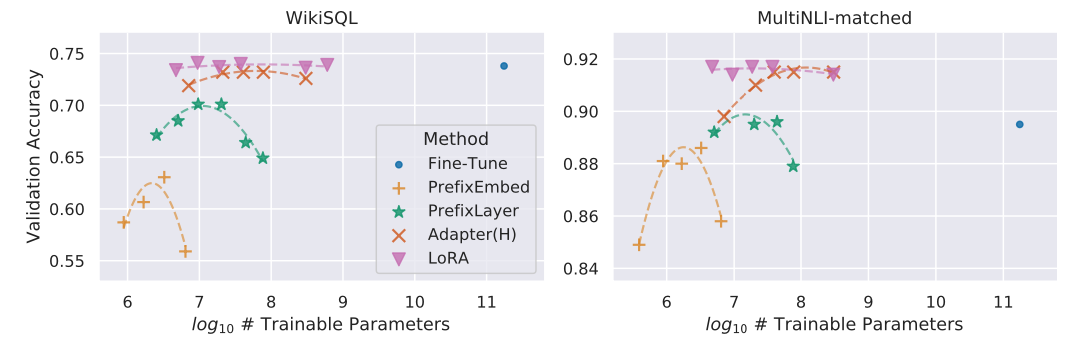 WikiSQL
Validation Accuracy
0.75
0.70
0.65
0.60
0.55
6 7 8 9 10 11
log₁₀ # Trainable Parameters
Method
Fine-Tune
PrefixEmbed
PrefixLayer
Adapter(H)
LoRA
MultiNLI-matched
0.92
0.90
0.88
0.86
0.84
6 7 8 9 10 11
log₁₀ # Trainable Parameters